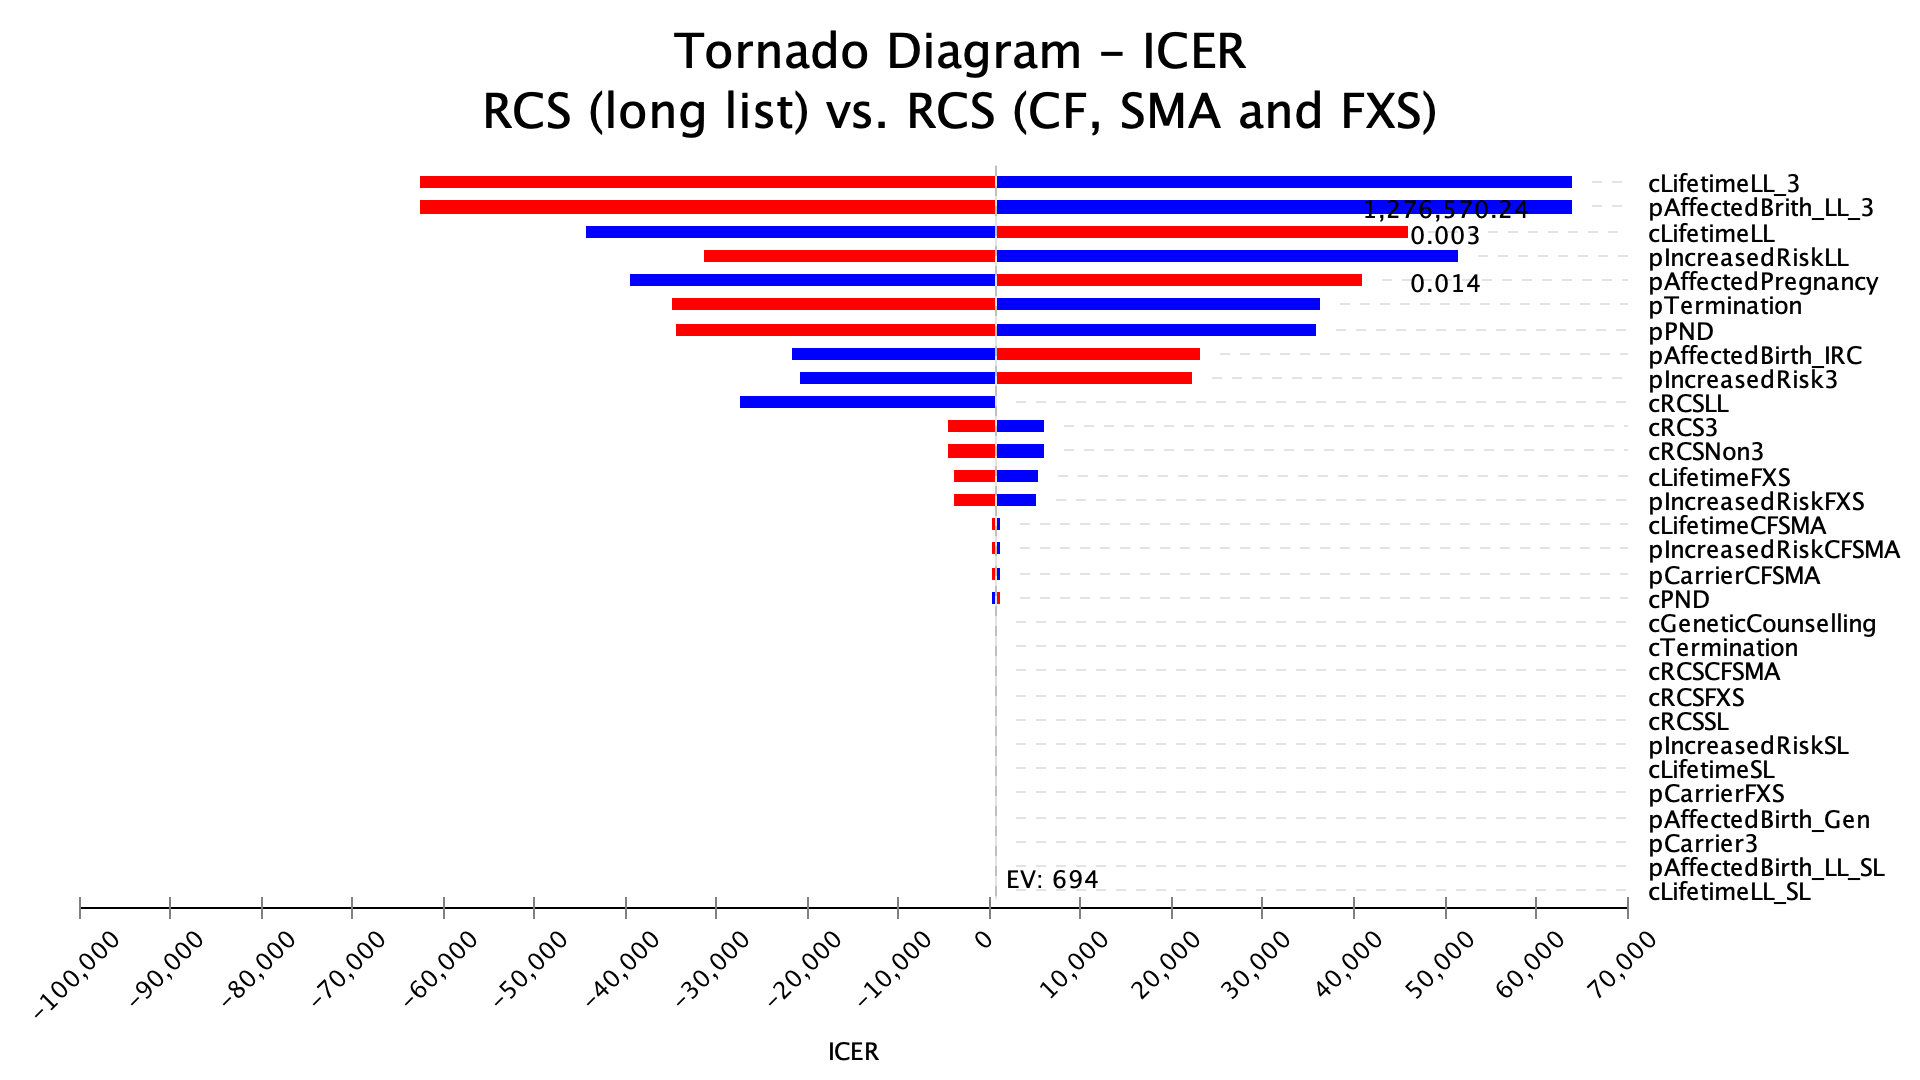 Tornado Diagram – ICER
RCS (long list) vs. RCS (CF, SMA and FXS)
cLifetimeLL_3
1,276,570.24 pAffectedBrith_LL_3
0.003 cLifetimeLL
pIncreasedRiskLL
0.014 pAffectedPregnancy
pTermination
pPND
pAffectedBirth_IRC
pIncreasedRisk3
cRCSLL
cRCS3
cRCSNon3
cLifetimeFXS
pIncreasedRiskFXS
cLifetimeCFSMA
pIncreasedRiskCFSMA
pCarrierCFSMA
cPND
cGeneticCounselling
cTermination
cRCSCFSMA
cRCSFXS
cRCSSL
pIncreasedRiskSL
cLifetimeSL
pCarrierFXS
pAffectedBirth_Gen
pCarrier3
pAffectedBirth_LL_SL
EV: 694
cLifetimeLL_SL
-100,000 -90,000 -80,000 -70,000 -60,000 -50,000 -40,000 -30,000 -20,000 -10,000 0 10,000 20,000 30,000 40,000 50,000 60,000 70,000
ICER